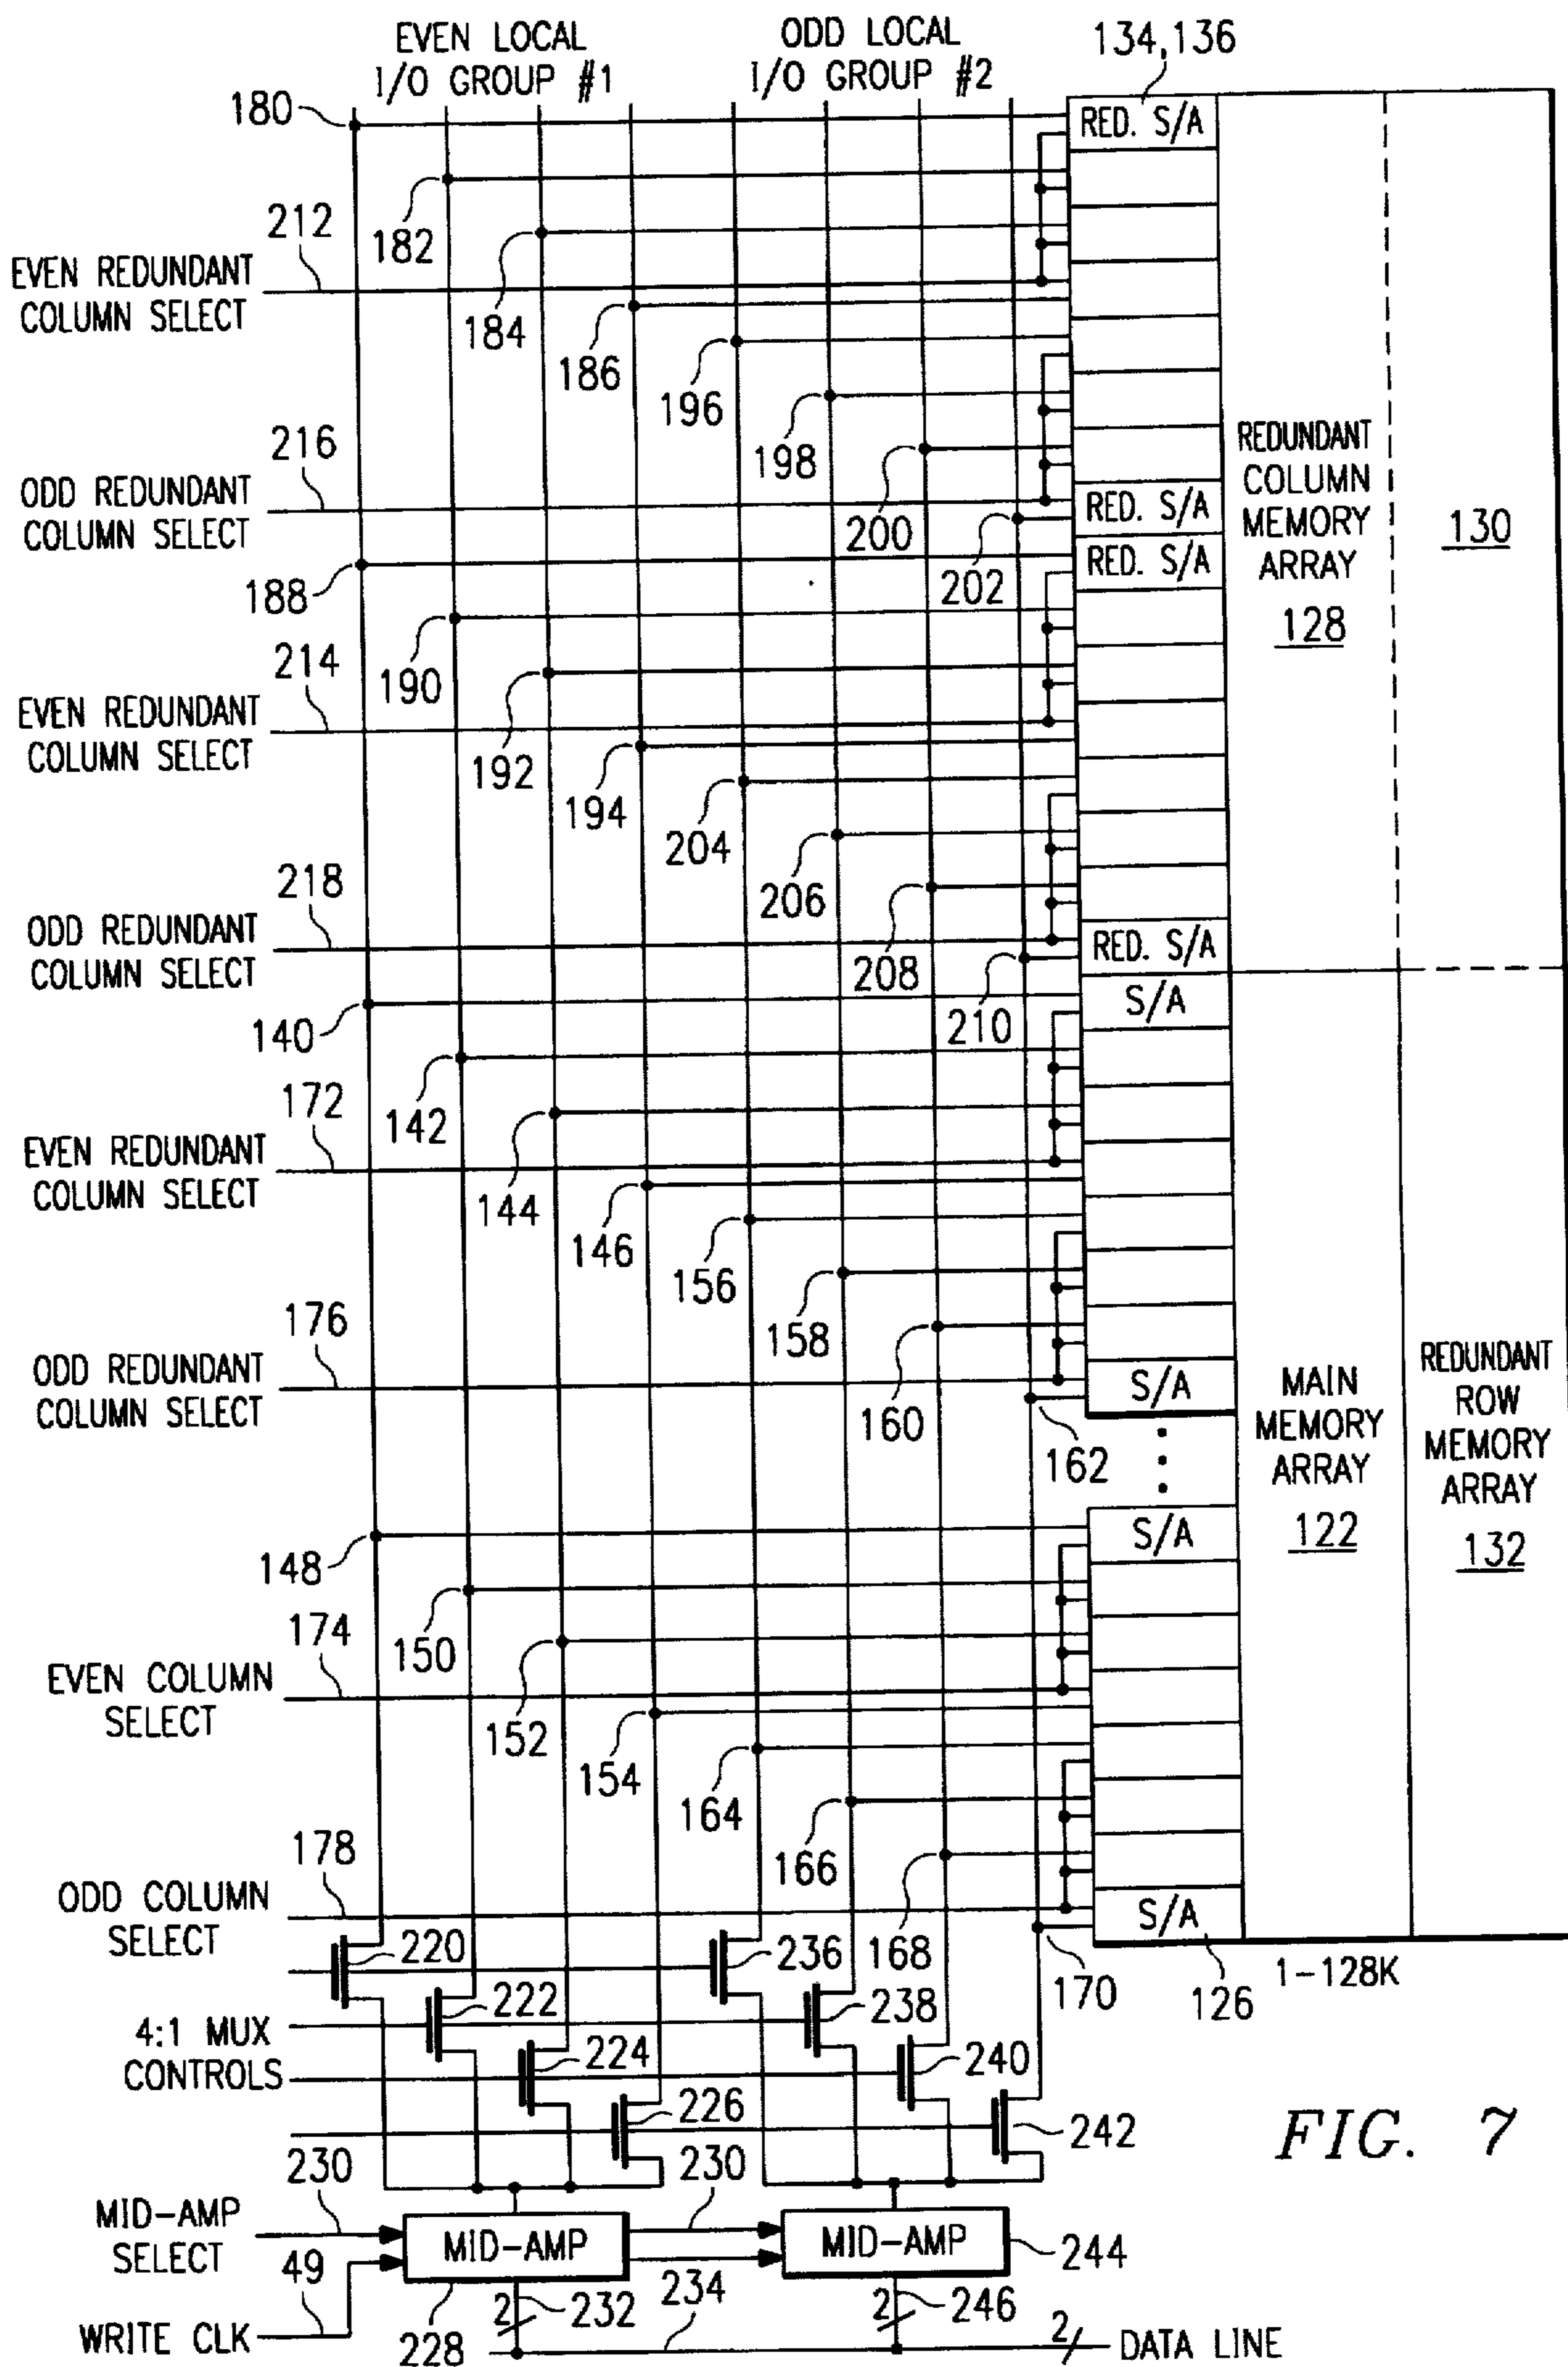 EVEN LOCAL
I/O GROUP #1
ODD LOCAL
I/O GROUP #2
134,136
180
RED. S/A
182
212
EVEN REDUNDANT
COLUMN SELECT
184
186
196
198
216
ODD REDUNDANT
COLUMN SELECT
200
RED. S/A
202
RED. S/A
REDUNDANT
COLUMN
MEMORY
ARRAY
128
130
188
190
214
EVEN REDUNDANT
COLUMN SELECT
192
194
204
206
218
ODD REDUNDANT
COLUMN SELECT
208
RED. S/A
210
S/A
140
142
172
EVEN REDUNDANT
COLUMN SELECT
144
146
156
158
176
ODD REDUNDANT
COLUMN SELECT
160
S/A
162
MAIN
MEMORY
ARRAY
122
REDUNDANT
ROW
MEMORY
ARRAY
132
S/A
148
150
174
EVEN COLUMN
SELECT
152
154
164
166
178
ODD COLUMN
SELECT
168
S/A
170
126
1-128K
220
236
222
238
4:1 MUX
CONTROLS
224
240
226
242
230
MID-AMP
SELECT
230
MID-AMP
MID-AMP
244
49
WRITE CLK
228
2
232
234
2
246
2
DATA LINE
FIG. 7